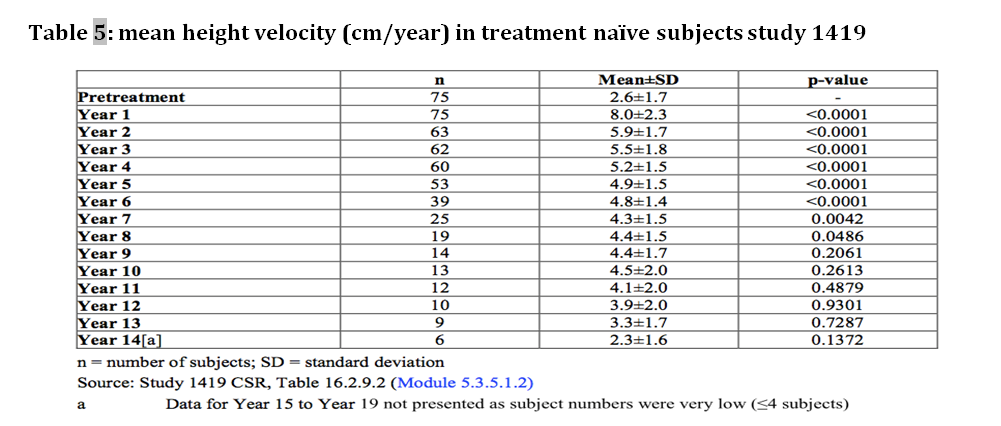 Table 5: mean height velocity (cm/year) in treatment naïve subjects study 1419
n Mean±SD p-value
Pretreatment 75 2.6±1.7 -
Year 1 75 8.0±2.3 <0.0001
Year 2 63 5.9±1.7 <0.0001
Year 3 62 5.5±1.8 <0.0001
Year 4 60 5.2±1.5 <0.0001
Year 5 53 4.9±1.5 <0.0001
Year 6 39 4.8±1.4 <0.0001
Year 7 25 4.3±1.5 0.0042
Year 8 19 4.4±1.5 0.0486
Year 9 14 4.4±1.7 0.2061
Year 10 13 4.5±2.0 0.2613
Year 11 12 4.1±2.0 0.4879
Year 12 10 3.9±2.0 0.9301
Year 13 9 3.3±1.7 0.7287
Year 14[a] 6 2.3±1.6 0.1372
n = number of subjects; SD = standard deviation
Source: Study 1419 CSR, Table 16.2.9.2 (Module 5.3.5.1.2)
a Data for Year 15 to Year 19 not presented as subject numbers were very low (≤4 subjects)